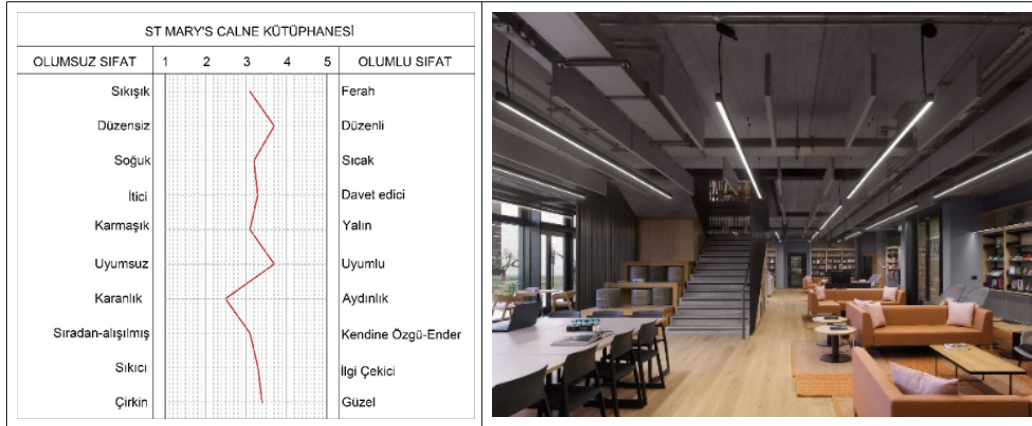 ST MARY'S CALNE KÜTÜPHANESİ
OLUMSUZ SIFAT 1 2 3 4 5 OLUMLU SIFAT
Sıkışık Ferah
Düzensiz Düzenli
Soğuk Sıcak
İtici Davet edici
Karmaşık Yalın
Uyumsuz Uyumlu
Karanlık Aydınlık
Sıradan-alışılmış Kendine Özgü-Ender
Sıkıcı İlgi Çekici
Çirkin Güzel